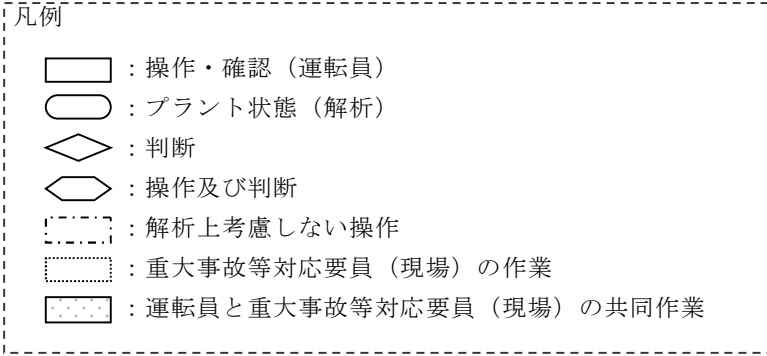 凡例
：操作・確認（運転員）
：プラント状態（解析）
：判断
：操作及び判断
：解析上考慮しない操作
：重大事故等対応要員（現場）の作業
：運転員と重大事故等対応要員（現場）の共同作業